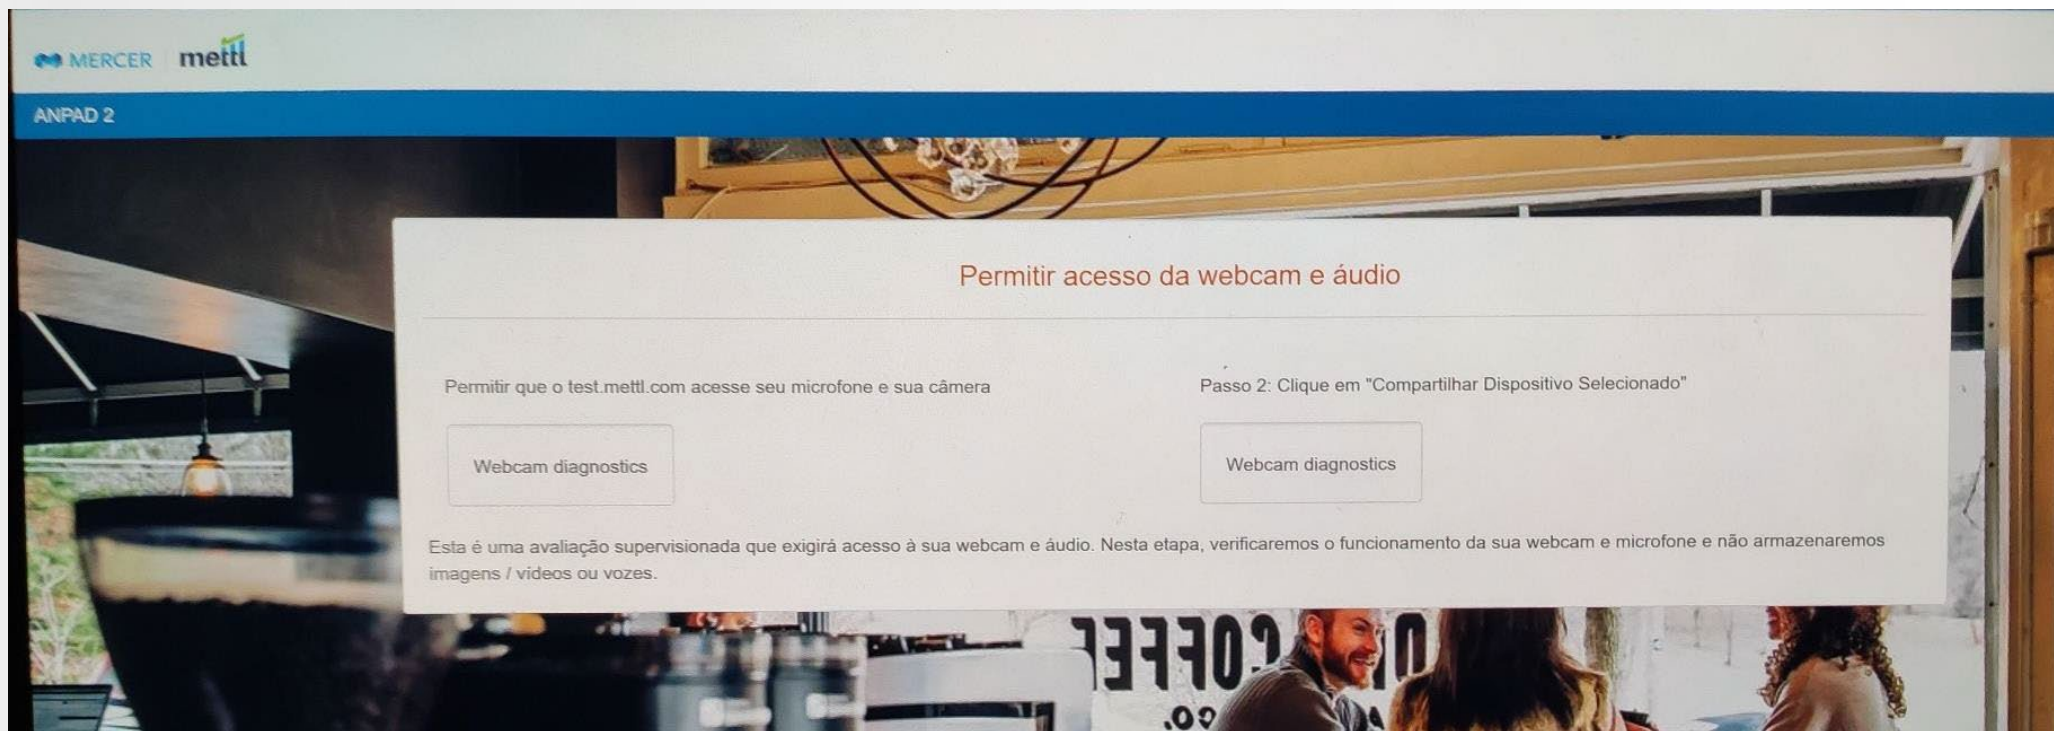 MERCER mettl
ANPAD 2
Permitir acesso da webcam e áudio
Permitir que o test.mettl.com acesse seu microfone e sua câmera
Webcam diagnostics
Passo 2: Clique em "Compartilhar Dispositivo Selecionado"
Webcam diagnostics
Esta é uma avaliação supervisionada que exigirá acesso à sua webcam e áudio. Nesta etapa, verificaremos o funcionamento da sua webcam e microfone e não armazenaremos
imagens / vídeos ou vozes.
COFFEE
CO.